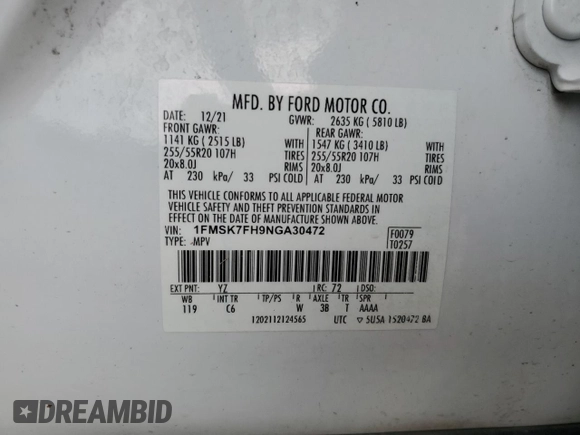 MFD. BY FORD MOTOR CO.
DATE: 12/21 GVWR: 2635 KG ( 5810 LB)
FRONT GAWR: REAR GAWR:
1141 KG ( 2515 LB) WITH 1547 KG ( 3410 LB) WITH
255/55R20 107H TIRES 255/55R20 107H TIRES
20x8.0J RIMS 20x8.0J RIMS
AT 230 kPa/ 33 PSI COLD AT 230 kPa/ 33 PSI COLD
THIS VEHICLE CONFORMS TO ALL APPLICABLE FEDERAL MOTOR
VEHICLE SAFETY AND THEFT PREVENTION STANDARDS IN
EFFECT ON THE DATE OF MANUFACTURE SHOWN ABOVE.
VIN: 1FMSK7FH9NGA30472 F0079
TYPE: MPV T0257
EXT PNT: YZ RC: 72 DSO:
WB INT TR TP/PS R AXLE TR SPR
119 C6 W 3B T AAAA
1202112124565 UTC 5U5A 1520472 BA
DREAMBID